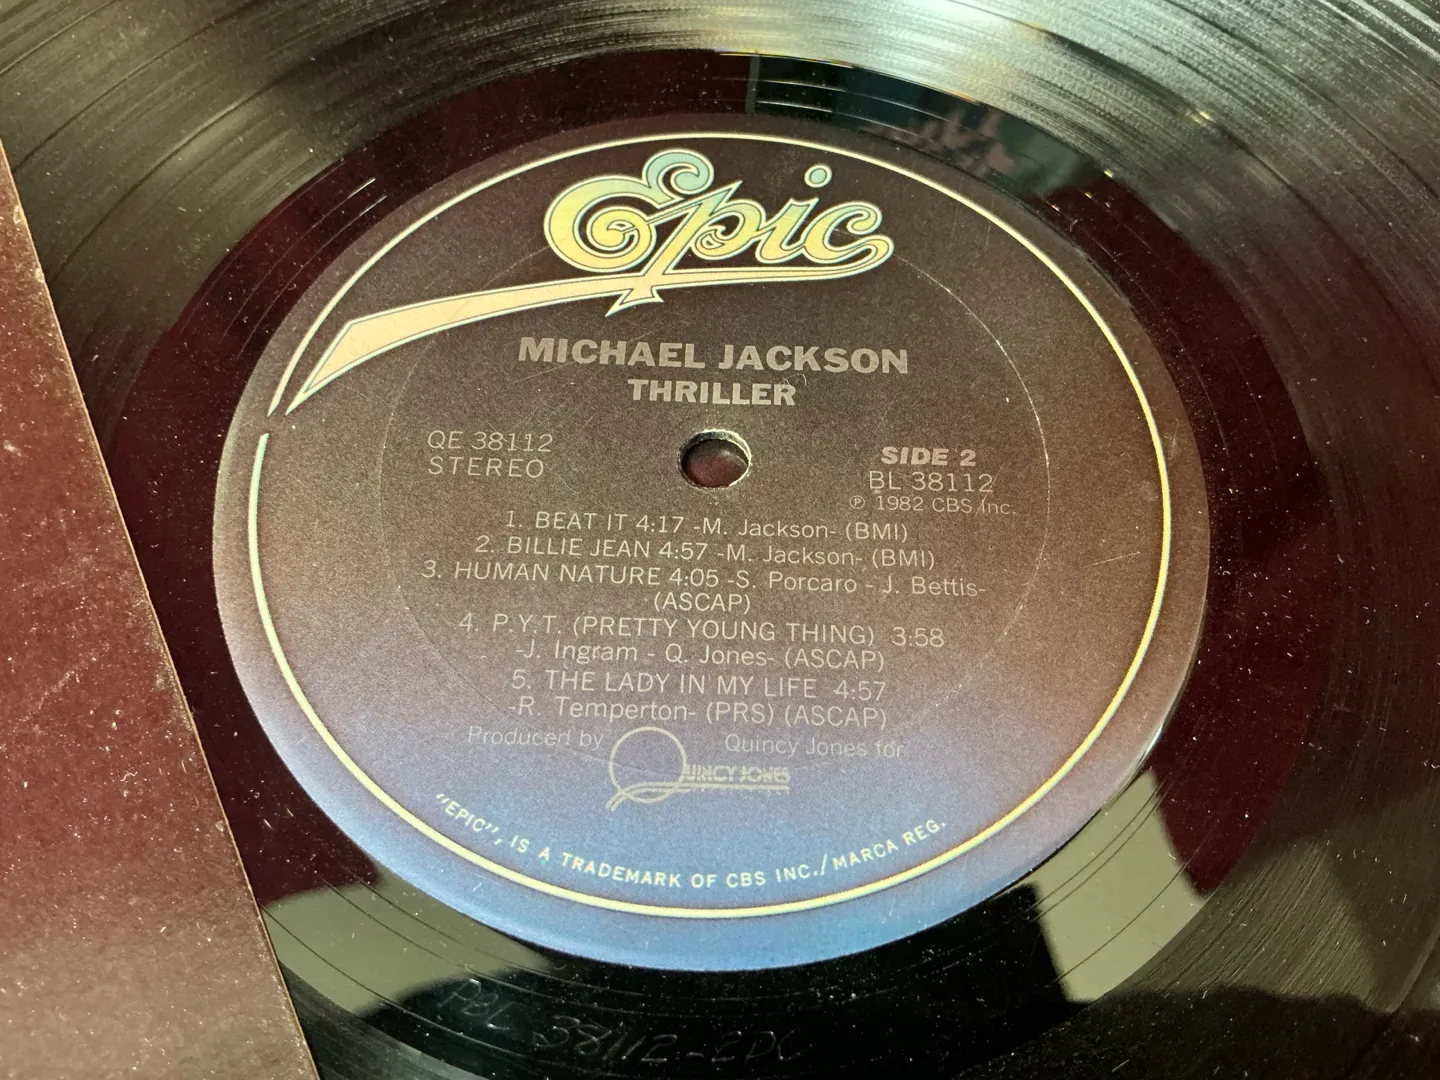 Epic
MICHAEL JACKSON
THRILLER
QE 38112
STEREO
SIDE 2
BL 38112
℗ 1982 CBS Inc.
1. BEAT IT 4:17 -M. Jackson- (BMI)
2. BILLIE JEAN 4:57 -M. Jackson- (BMI)
3. HUMAN NATURE 4:05 -S. Porcaro - J. Bettis-
(ASCAP)
4. P.Y.T. (PRETTY YOUNG THING) 3:58
-J. Ingram - Q. Jones- (ASCAP)
5. THE LADY IN MY LIFE 4:57
-R. Temperton- (PRS) (ASCAP)
Produced by Quincy Jones for
QUINCY JONES
"EPIC", IS A TRADEMARK OF CBS INC./MARCA REG.